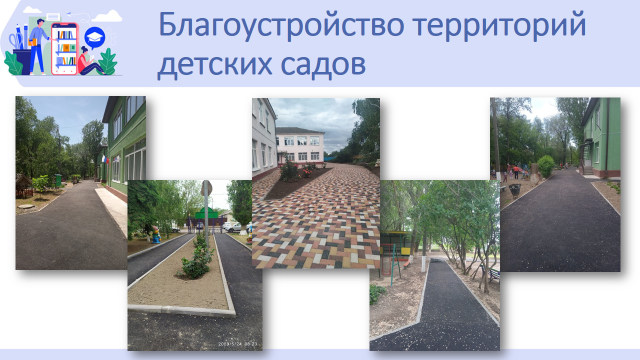 Благоустройство территорий
детских садов